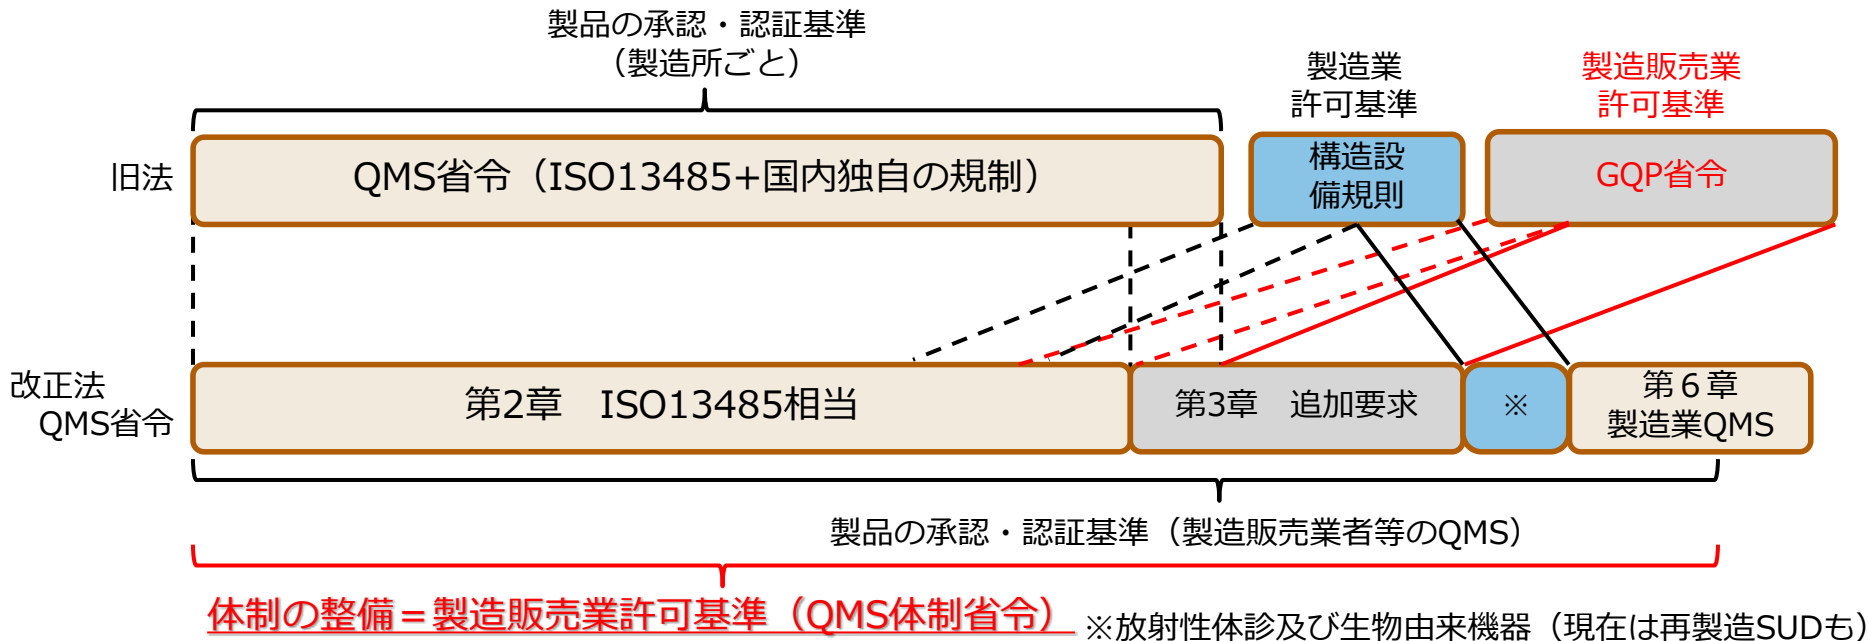 製品の承認・認証基準
（製造所ごと）
製造業
許可基準
製造販売業
許可基準
旧法
QMS省令（ISO13485+国内独自の規制）
構造設
備規則
GQP省令
改正法
QMS省令
第2章　ISO13485相当
第3章　追加要求
※
第６章
製造業QMS
製品の承認・認証基準（製造販売業者等のQMS）
体制の整備＝製造販売業許可基準（QMS体制省令）
※放射性体診及び生物由来機器（現在は再製造SUDも）